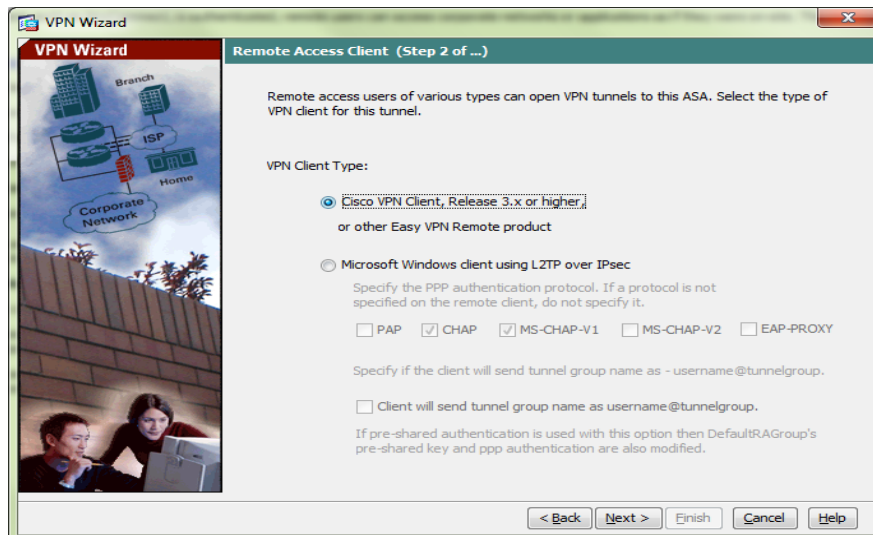 VPN Wizard
VPN Wizard
Branch
ISP
Home
Corporate
Network
Remote Access Client (Step 2 of ...)
Remote access users of various types can open VPN tunnels to this ASA. Select the type of
VPN client for this tunnel.
VPN Client Type:
Cisco VPN Client, Release 3.x or higher,
or other Easy VPN Remote product
Microsoft Windows client using L2TP over IPsec
Specify the PPP authentication protocol. If a protocol is not
specified on the remote client, do not specify it.
PAP CHAP MS-CHAP-V1 MS-CHAP-V2 EAP-PROXY
Specify if the client will send tunnel group name as - username@tunnelgroup.
Client will send tunnel group name as username@tunnelgroup.
If pre-shared authentication is used with this option then DefaultRAGroup's
pre-shared key and ppp authentication are also modified.
< Back Next > Finish Cancel Help